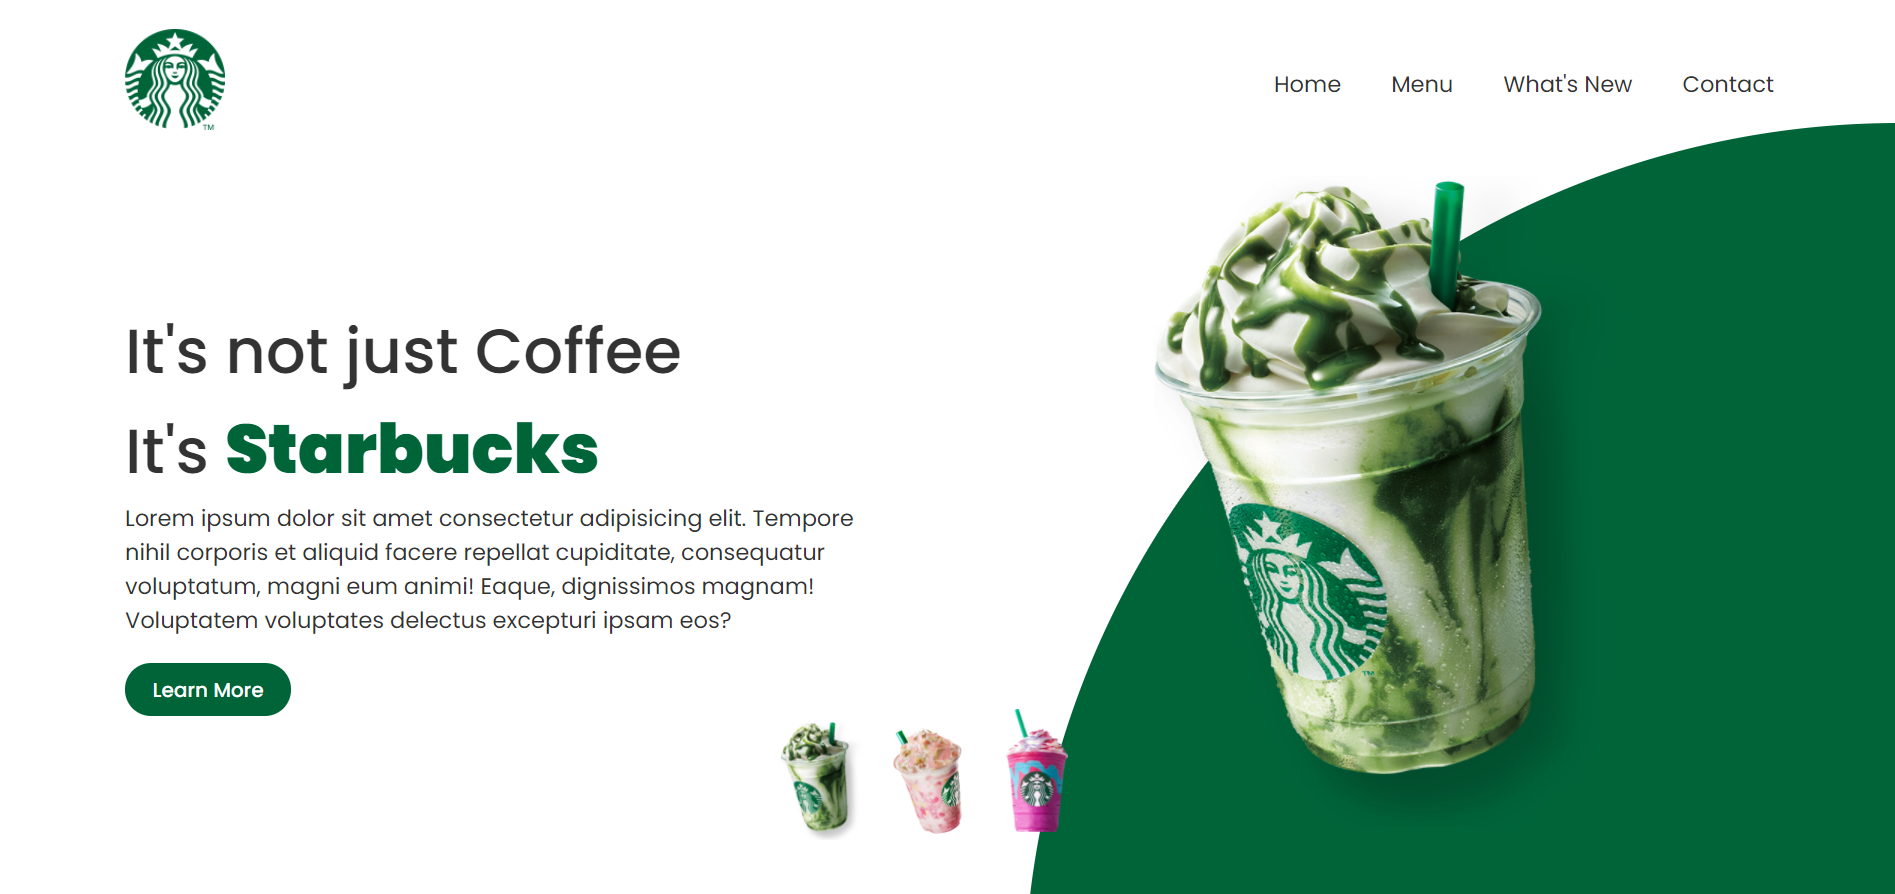 TM
Home Menu What's New Contact
It's not just Coffee
It's Starbucks
Lorem ipsum dolor sit amet consectetur adipisicing elit. Tempore
nihil corporis et aliquid facere repellat cupiditate, consequatur
voluptatum, magni eum animi! Eaque, dignissimos magnam!
Voluptatem voluptates delectus excepturi ipsam eos?
Learn More
TM